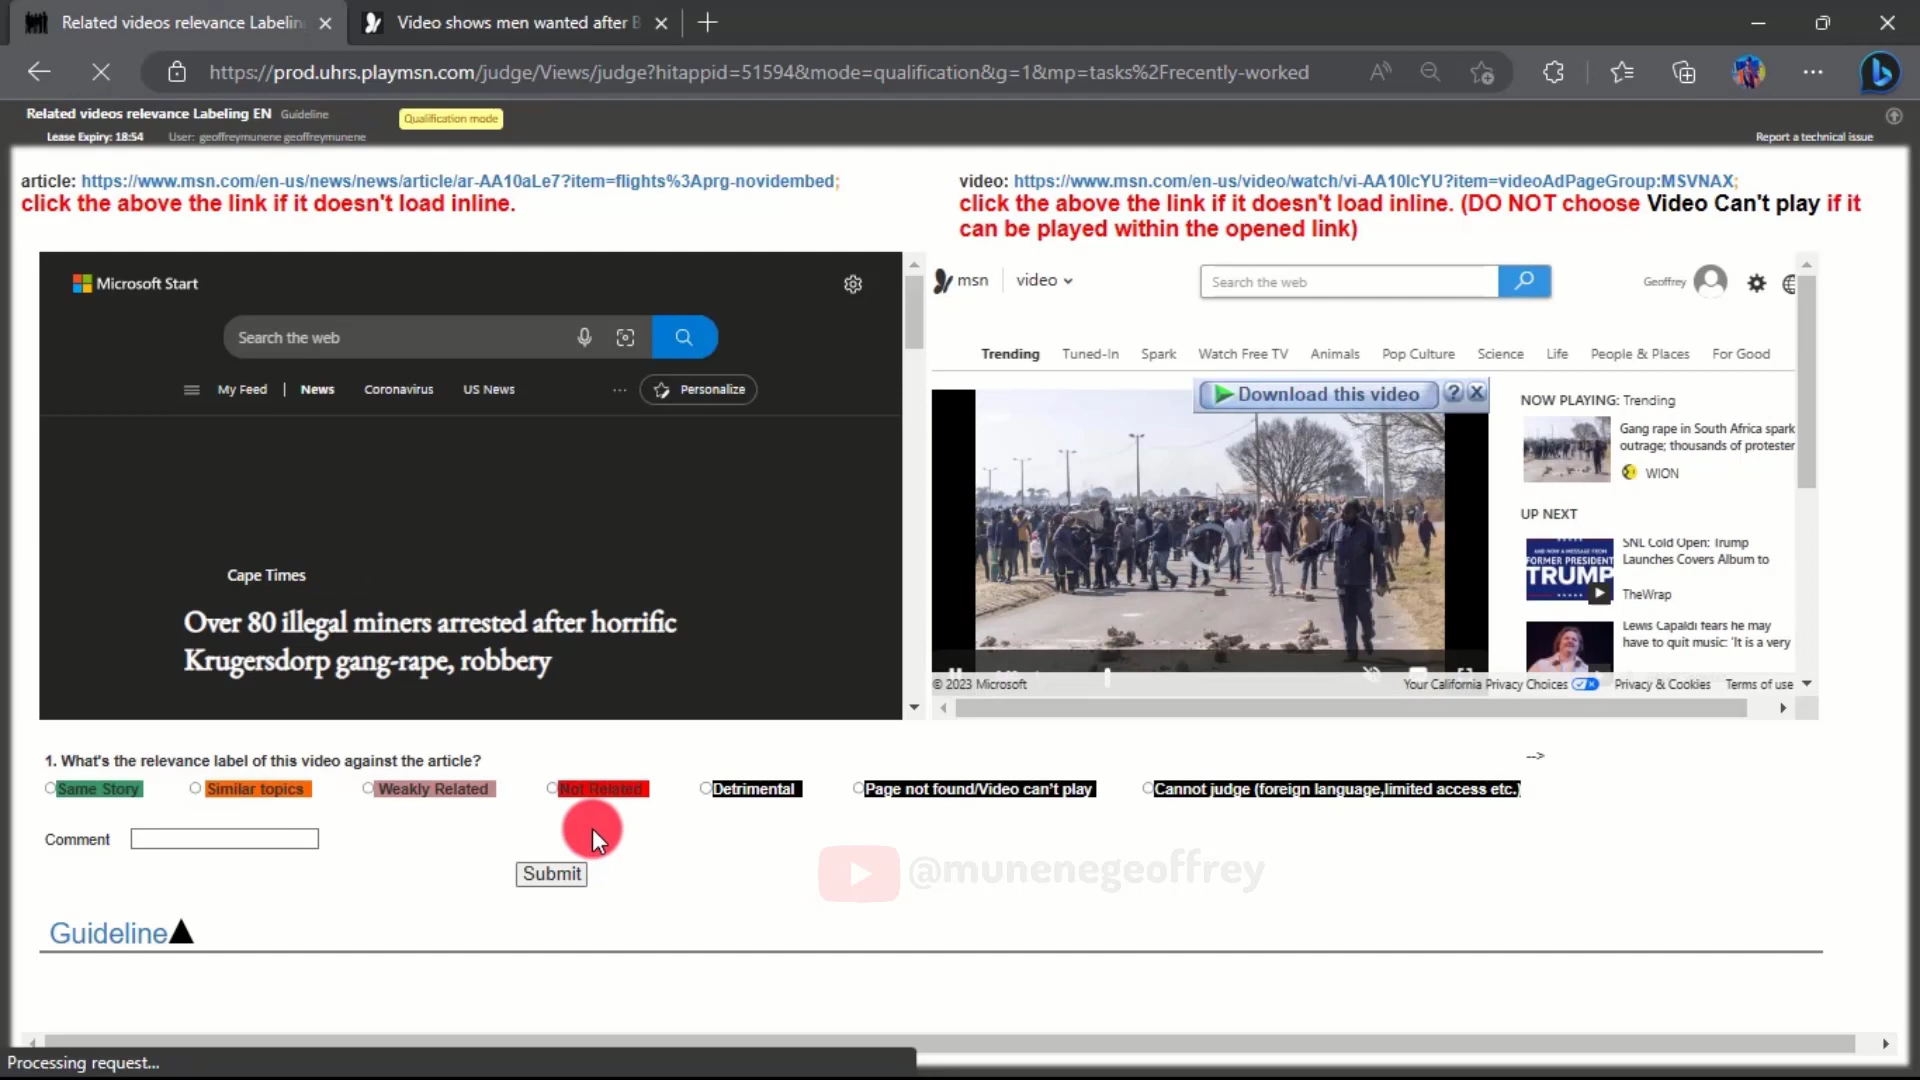 Related videos relevance Labelin
Video shows men wanted after B
https://prod.uhrs.playmsn.com/judge/Views/judge?hitappid=51594&mode=qualification&g=1&mp=tasks%2Frecently-worked
Related videos relevance Labeling EN Guideline
Qualification mode
Lease Expiry: 18:54 User: geoffreymunene geoffreymunene
Report a technical issue
article: https://www.msn.com/en-us/news/news/article/ar-AA10aLe7?item=flights%3Aprg-novidembed;
click the above the link if it doesn't load inline.
video: https://www.msn.com/en-us/video/watch/vi-AA10lcYU?item=videoAdPageGroup:MSVNAX;
click the above the link if it doesn't load inline. (DO NOT choose Video Can't play if it
can be played within the opened link)
Microsoft Start
Search the web
My Feed | News Coronavirus US News ... Personalize
Cape Times
Over 80 illegal miners arrested after horrific
Krugersdorp gang-rape, robbery
msn video
Search the web
Geoffrey
Trending Tuned-In Spark Watch Free TV Animals Pop Culture Science Life People & Places For Good
Download this video ? X
NOW PLAYING: Trending
Gang rape in South Africa spark
outrage; thousands of protester
WION
UP NEXT
AND NOW A MESSAGE FROM
FORMER PRESIDENT
TRUMP
SNL Cold Open: Trump
Launches Covers Album to
TheWrap
Lewis Capaldi fears he may
have to quit music: 'It is a very
© 2023 Microsoft
Your California Privacy Choices Privacy & Cookies Terms of use
1. What's the relevance label of this video against the article?
-->
Same Story Similar topics Weakly Related Not Related Detrimental Page not found/Video can't play Cannot judge (foreign language,limited access etc.)
Comment
Submit
@munenegeoffrey
Guideline
Processing request...